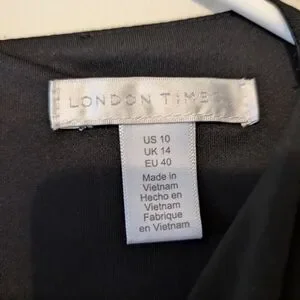 LONDON TIMES
US 10
UK 14
EU 40
Made in
Vietnam
Hecho en
Vietnam
Fabrique
en Vietnam